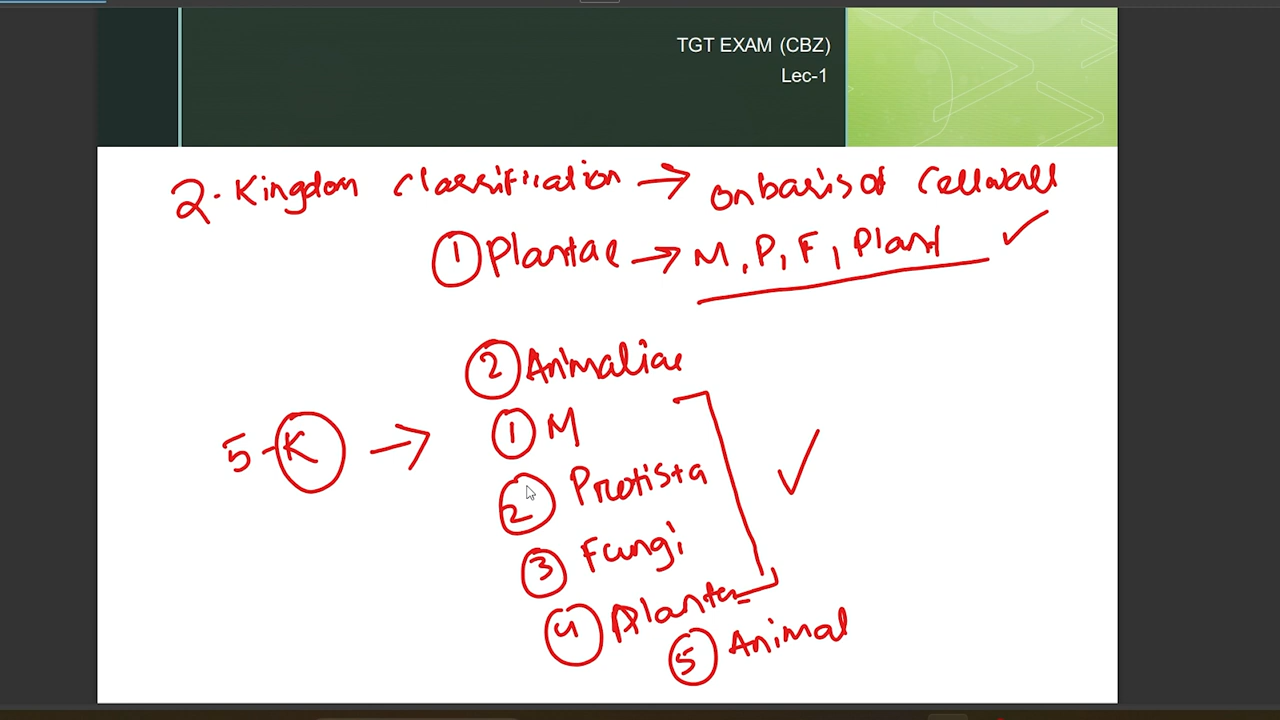 TGT EXAM (CBZ)
Lec-1
2. Kingdom classification → on basis of Cellwall
① Plantae → M, P, F, Plant ✓
② Animaliae
5-K →
① M
② Protista ✓
③ Fungi
④ Plantae
⑤ Animal